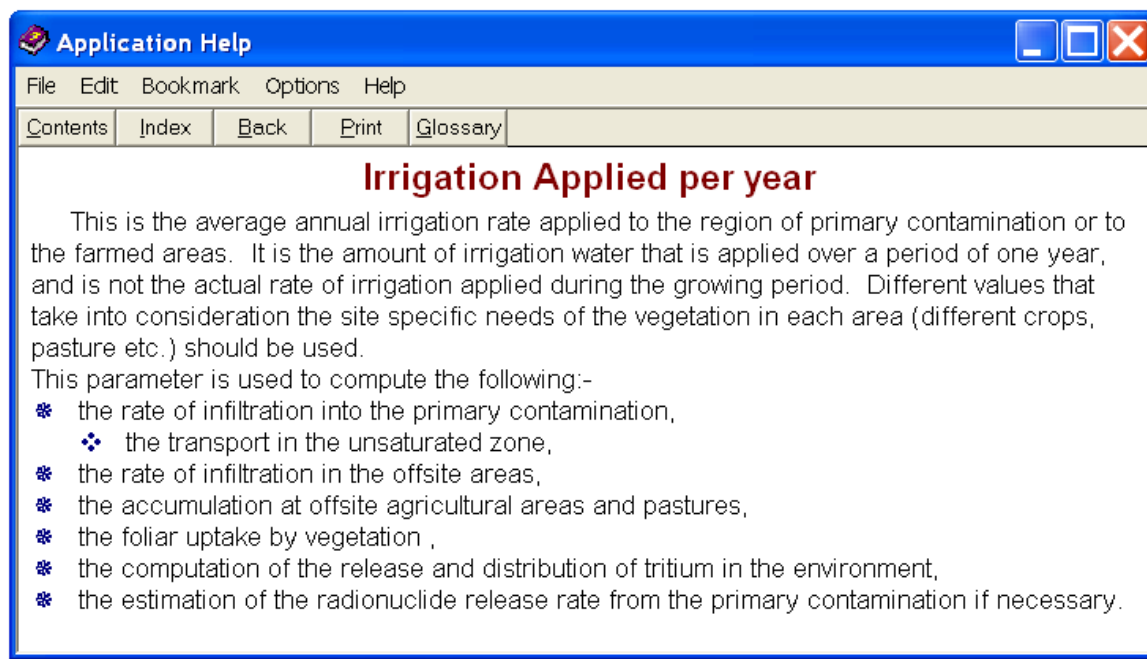 Application Help
File Edit Bookmark Options Help
Contents Index Back Print Glossary
Irrigation Applied per year
This is the average annual irrigation rate applied to the region of primary contamination or to
the farmed areas. It is the amount of irrigation water that is applied over a period of one year,
and is not the actual rate of irrigation applied during the growing period. Different values that
take into consideration the site specific needs of the vegetation in each area (different crops,
pasture etc.) should be used.
This parameter is used to compute the following:-
the rate of infiltration into the primary contamination,
the transport in the unsaturated zone,
the rate of infiltration in the offsite areas,
the accumulation at offsite agricultural areas and pastures,
the foliar uptake by vegetation ,
the computation of the release and distribution of tritium in the environment,
the estimation of the radionuclide release rate from the primary contamination if necessary.